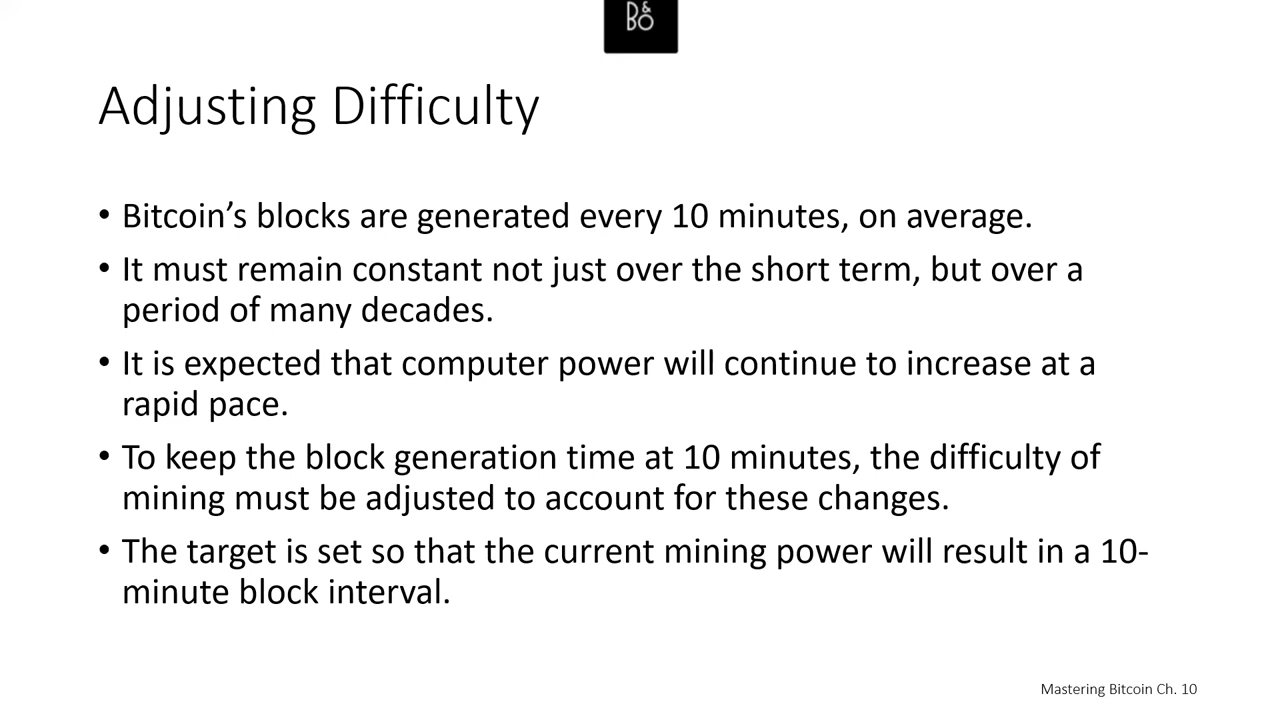 B&O
Adjusting Difficulty
• Bitcoin’s blocks are generated every 10 minutes, on average.
• It must remain constant not just over the short term, but over a
period of many decades.
• It is expected that computer power will continue to increase at a
rapid pace.
• To keep the block generation time at 10 minutes, the difficulty of
mining must be adjusted to account for these changes.
• The target is set so that the current mining power will result in a 10-
minute block interval.
Mastering Bitcoin Ch. 10